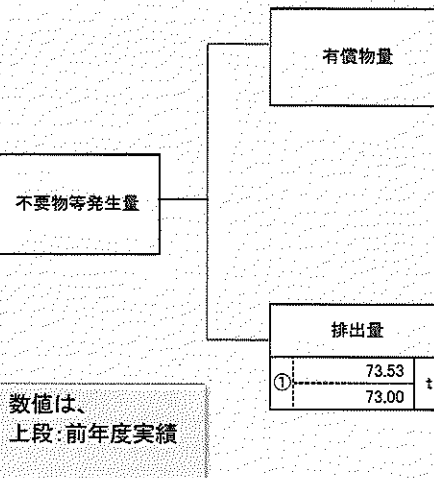 有償物量
不要物等発生量
排出量
① 73.53 t
73.00
数値は、
上段:前年度実績